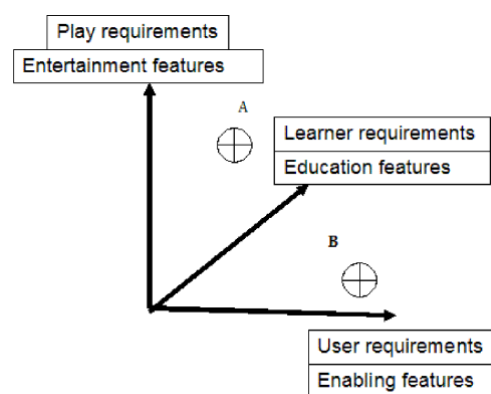 Play requirements
Entertainment features
A
Learner requirements
Education features
B
User requirements
Enabling features